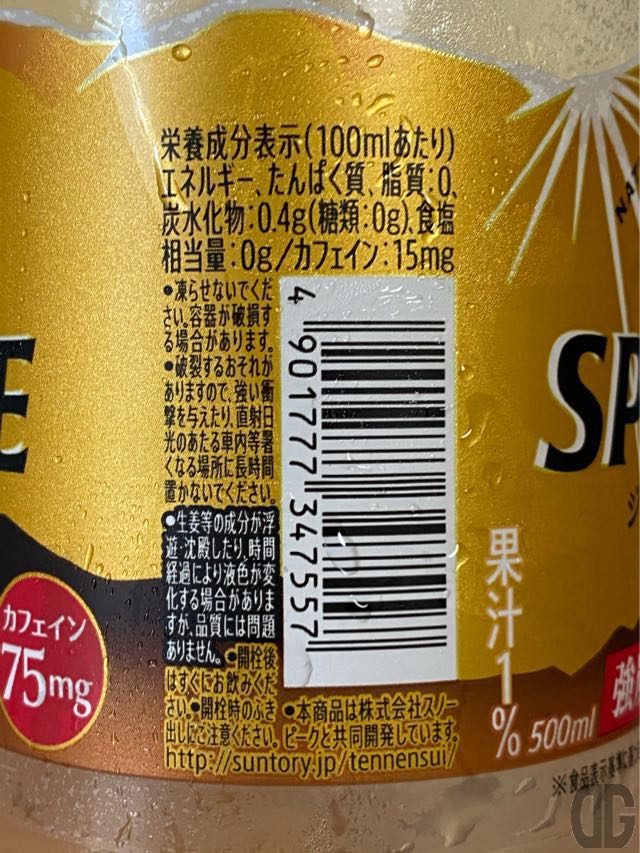 栄養成分表示(100mlあたり)
エネルギー、たんぱく質、脂質:0、
炭水化物:0.4g(糖類:0g)、食塩
相当量:0g/カフェイン:15mg
●凍らせないでくだ
さい。容器が破損す
る場合があります。
●破裂するおそれが
ありますので、強い衝
撃を与えたり、直射日
光のあたる車内等暑
くなる場所に長時間
置かないでください。
●生姜等の成分が浮
遊・沈殿したり、時間
経過により液色が変
化する場合がありま
すが、品質には問題
ありません。●開栓後
はすぐにお飲みくだ
さい。●開栓時のふき
出しにご注意ください。
●本商品は株式会社スノー
ピークと共同開発しています。
http://suntory.jp/tennensui/
4 901777 347557
カフェイン
75mg
E
NAT
SP
果汁1%
500ml
強
※食品表示基準に
DG